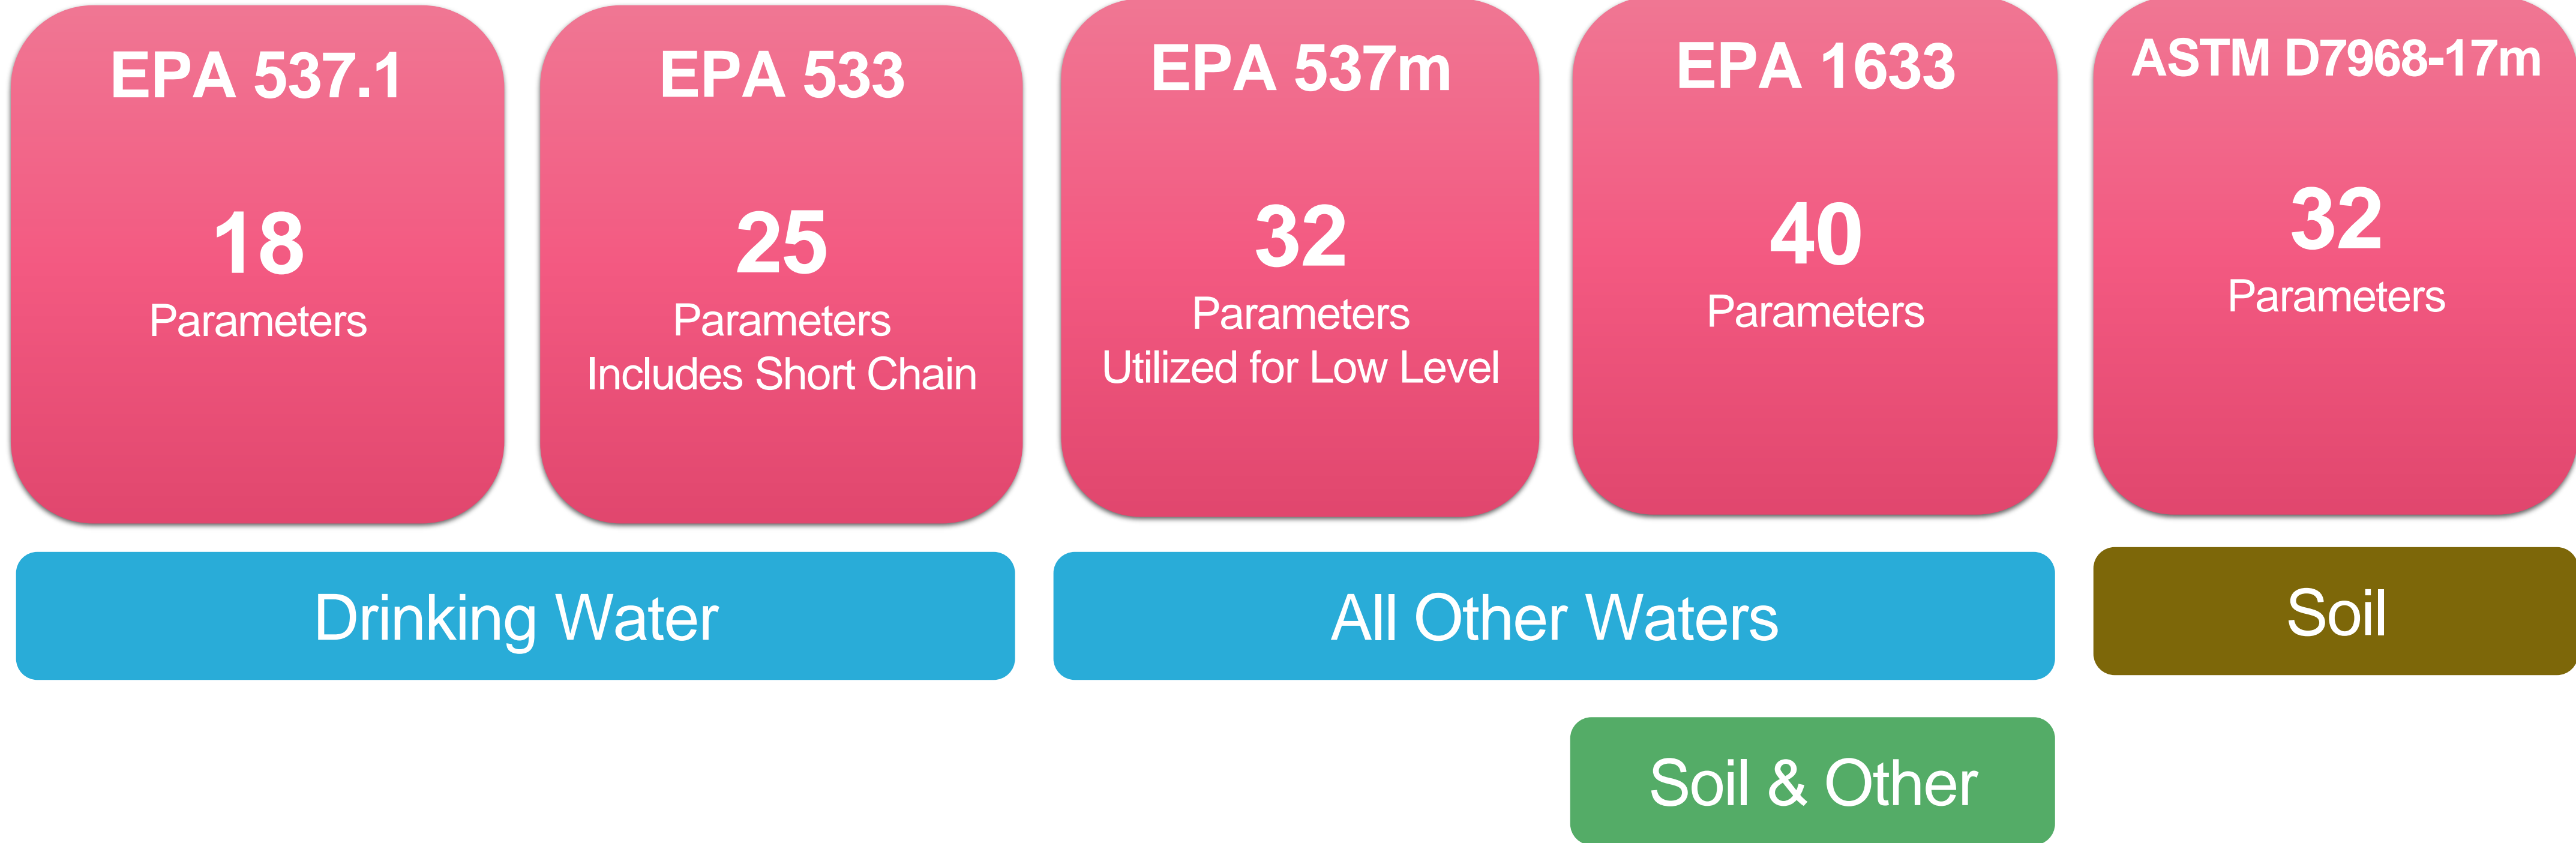 EPA 537.1
18
Parameters
EPA 533
25
Parameters
Includes Short Chain
EPA 537m
32
Parameters
Utilized for Low Level
EPA 1633
40
Parameters
ASTM D7968-17m
32
Parameters
Drinking Water
All Other Waters
Soil
Soil & Other